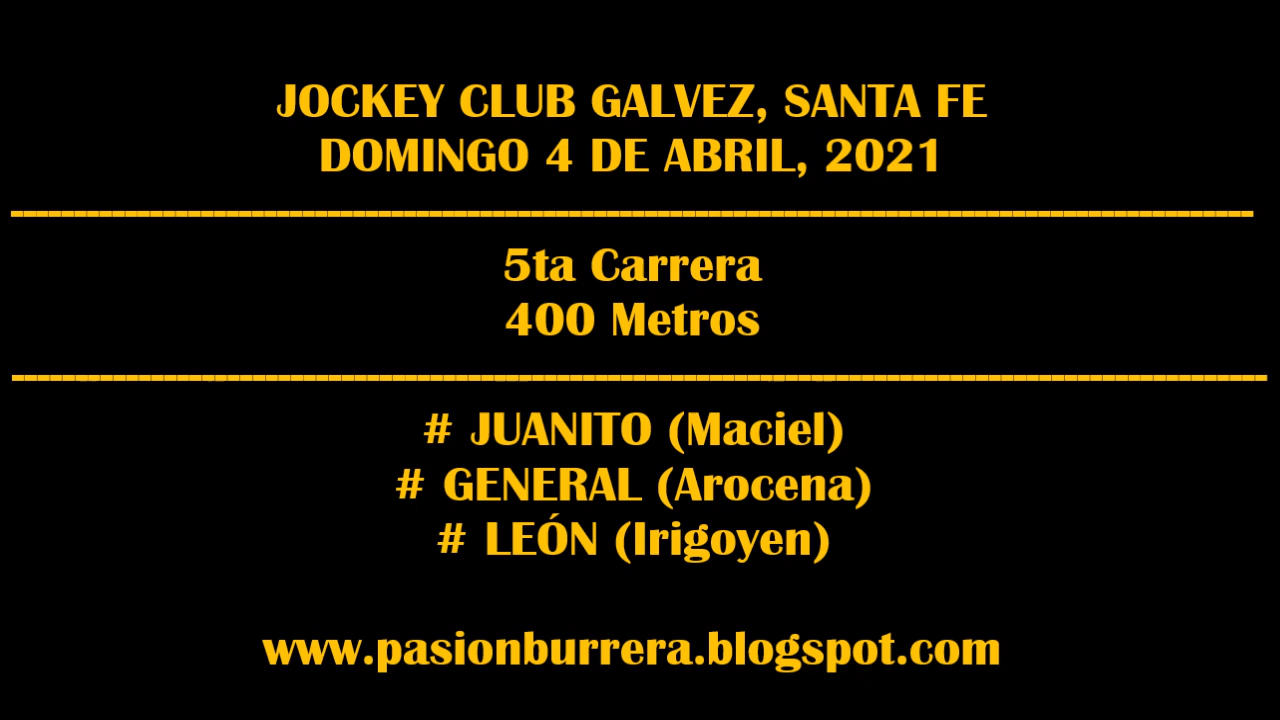 JOCKEY CLUB GALVEZ, SANTA FE
DOMINGO 4 DE ABRIL, 2021
5ta Carrera
400 Metros
# JUANITO (Maciel)
# GENERAL (Arocena)
# LEÓN (Irigoyen)
www.pasionburrera.blogspot.com